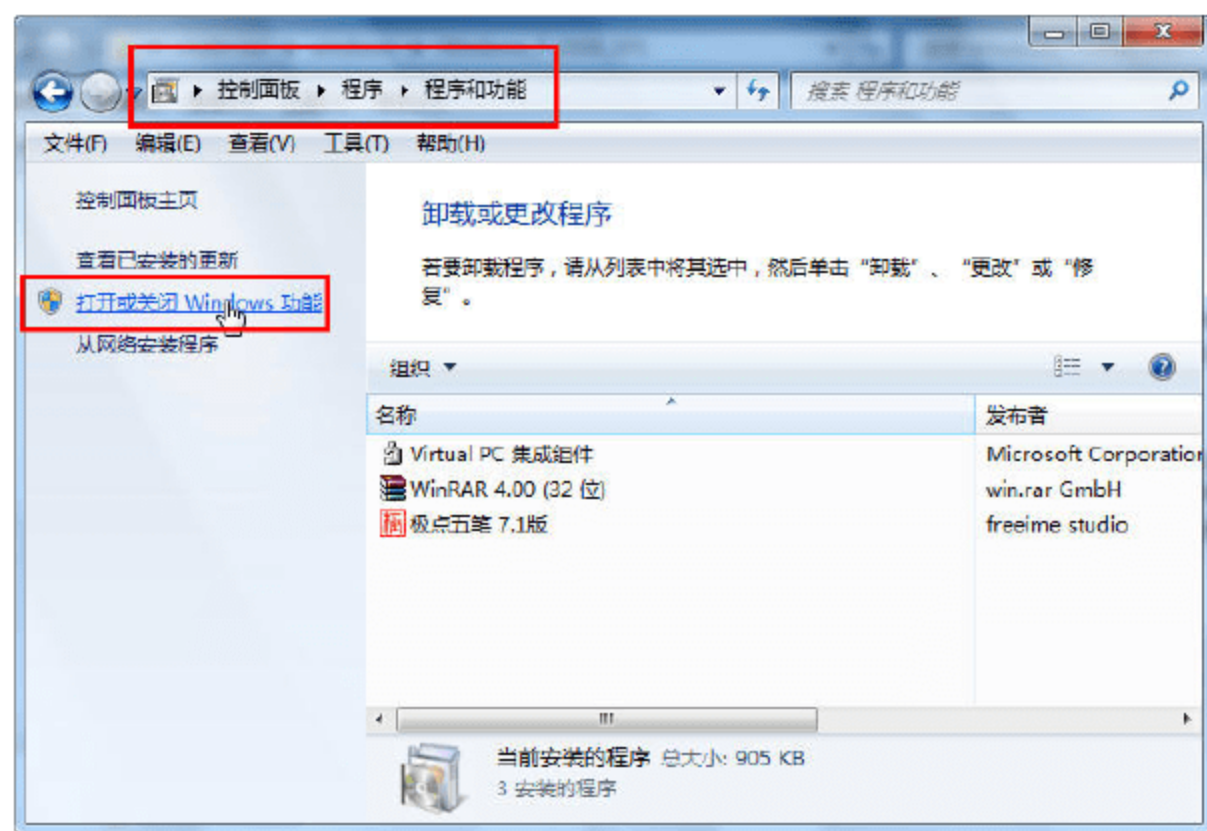 控制面板 程序 程序和功能
搜索 程序和功能
文件(F) 编辑(E) 查看(V) 工具(T) 帮助(H)
控制面板主页
查看已安装的更新
打开或关闭 Windows 功能
从网络安装程序
卸载或更改程序
若要卸载程序，请从列表中将其选中，然后单击“卸载”、“更改”或“修
复”。
组织
名称 发布者
Virtual PC 集成组件 Microsoft Corporation
WinRAR 4.00 (32 位) win.rar GmbH
极点五笔 7.1版 freeime studio
当前安装的程序 总大小: 905 KB
3 安装的程序